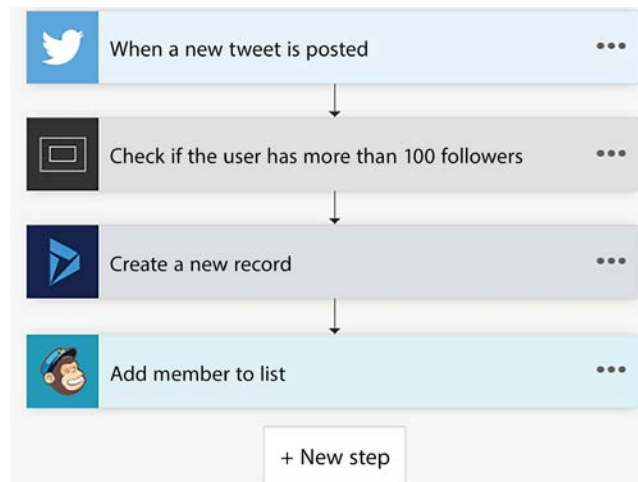 When a new tweet is posted
Check if the user has more than 100 followers
Create a new record
Add member to list
+ New step